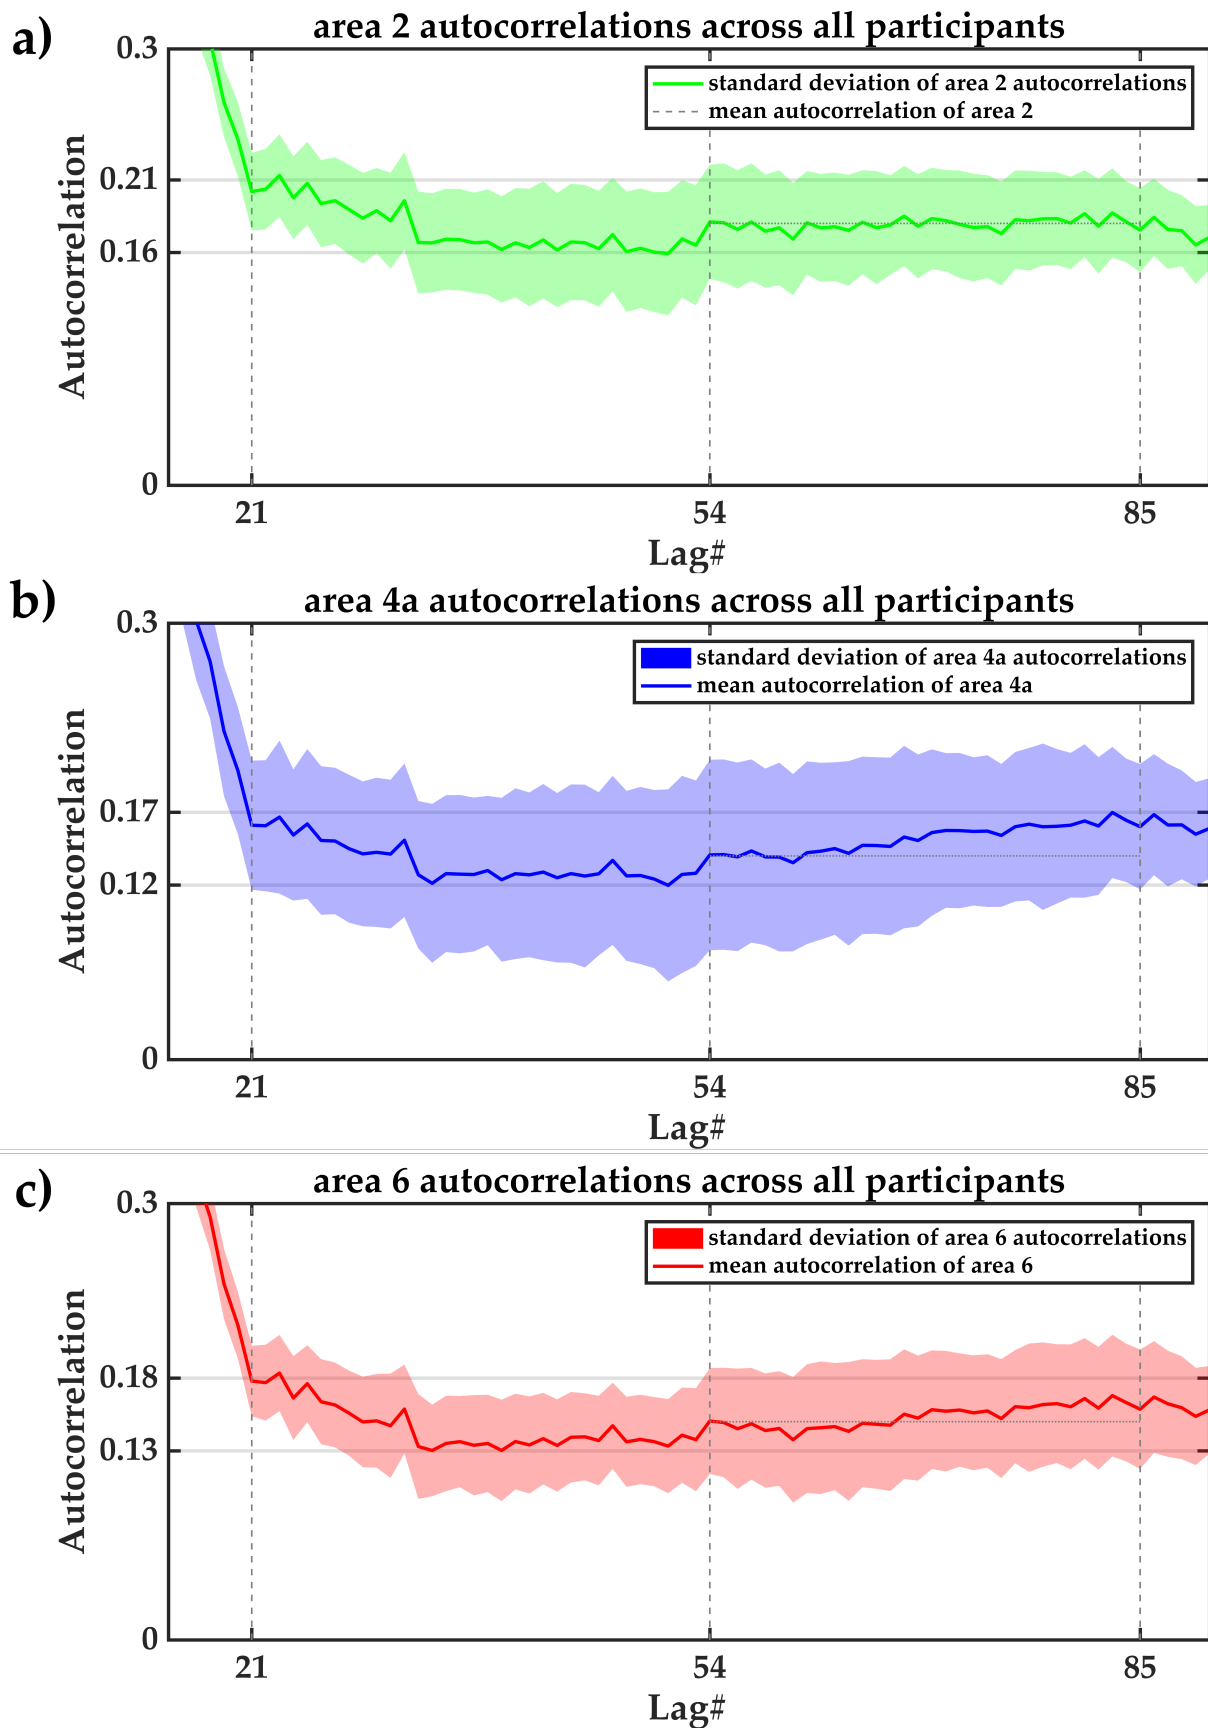 a)
area 2 autocorrelations across all participants
standard deviation of area 2 autocorrelations
mean autocorrelation of area 2
Autocorrelation
0.3
0.21
0.16
0
21 54 85
Lag#
b)
area 4a autocorrelations across all participants
standard deviation of area 4a autocorrelations
mean autocorrelation of area 4a
Autocorrelation
0.3
0.17
0.12
0
21 54 85
Lag#
c)
area 6 autocorrelations across all participants
standard deviation of area 6 autocorrelations
mean autocorrelation of area 6
Autocorrelation
0.3
0.18
0.13
0
21 54 85
Lag#